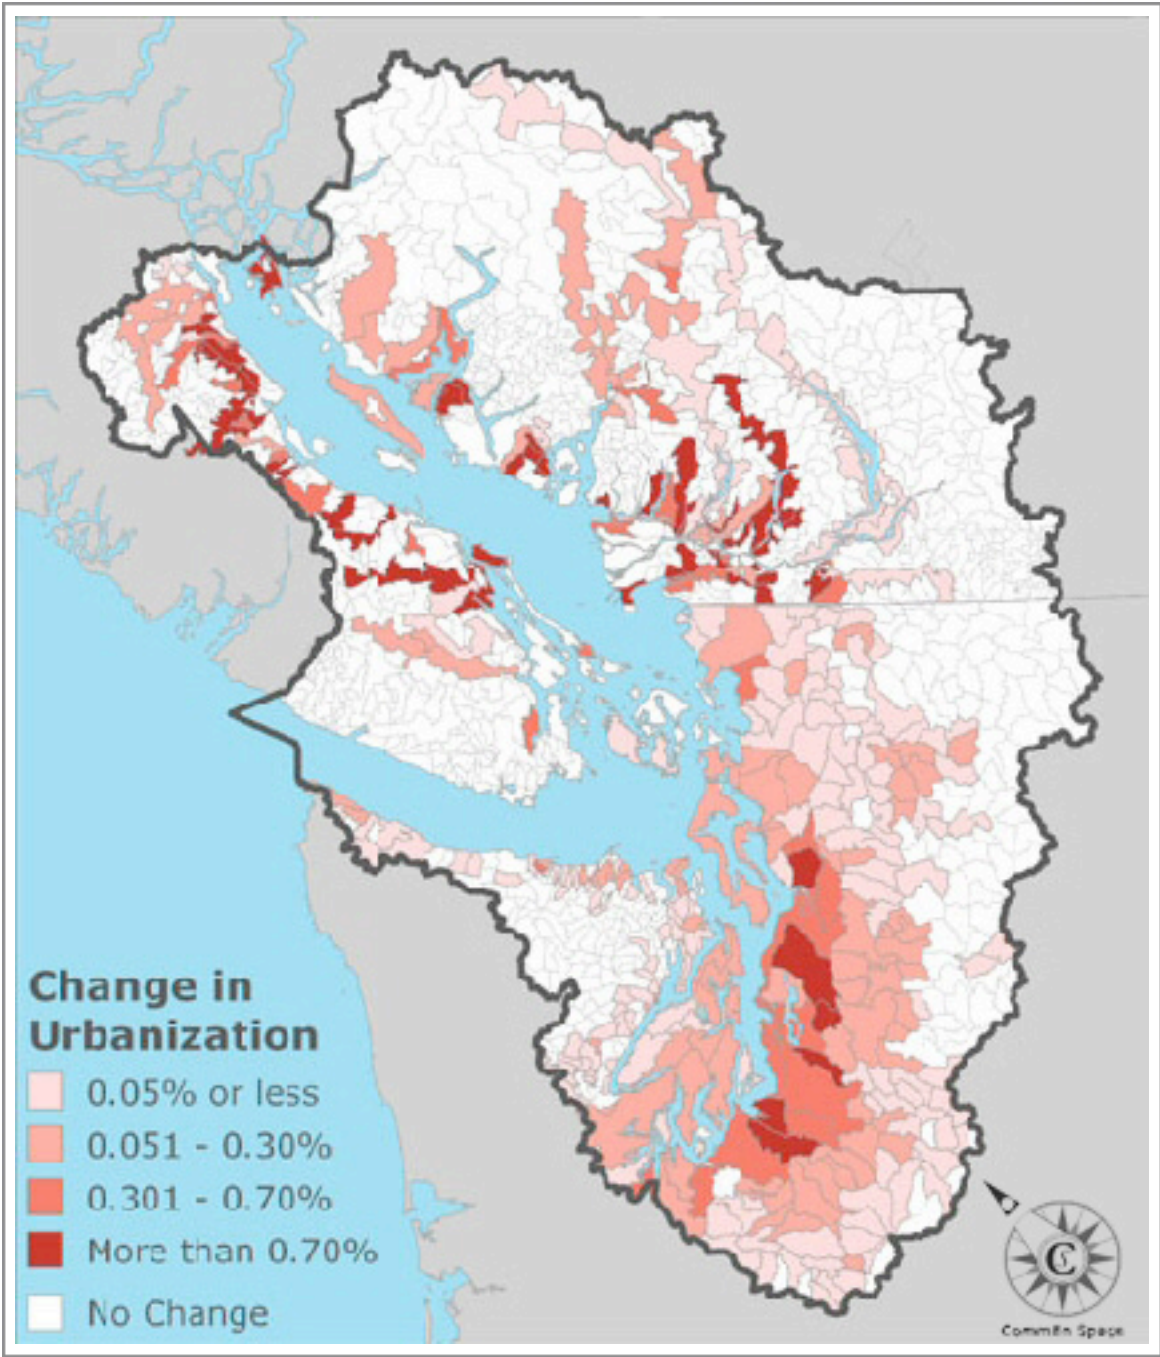 Change in
Urbanization
0.05% or less
0.051 - 0.30%
0.301 - 0.70%
More than 0.70%
No Change
CommEn Space